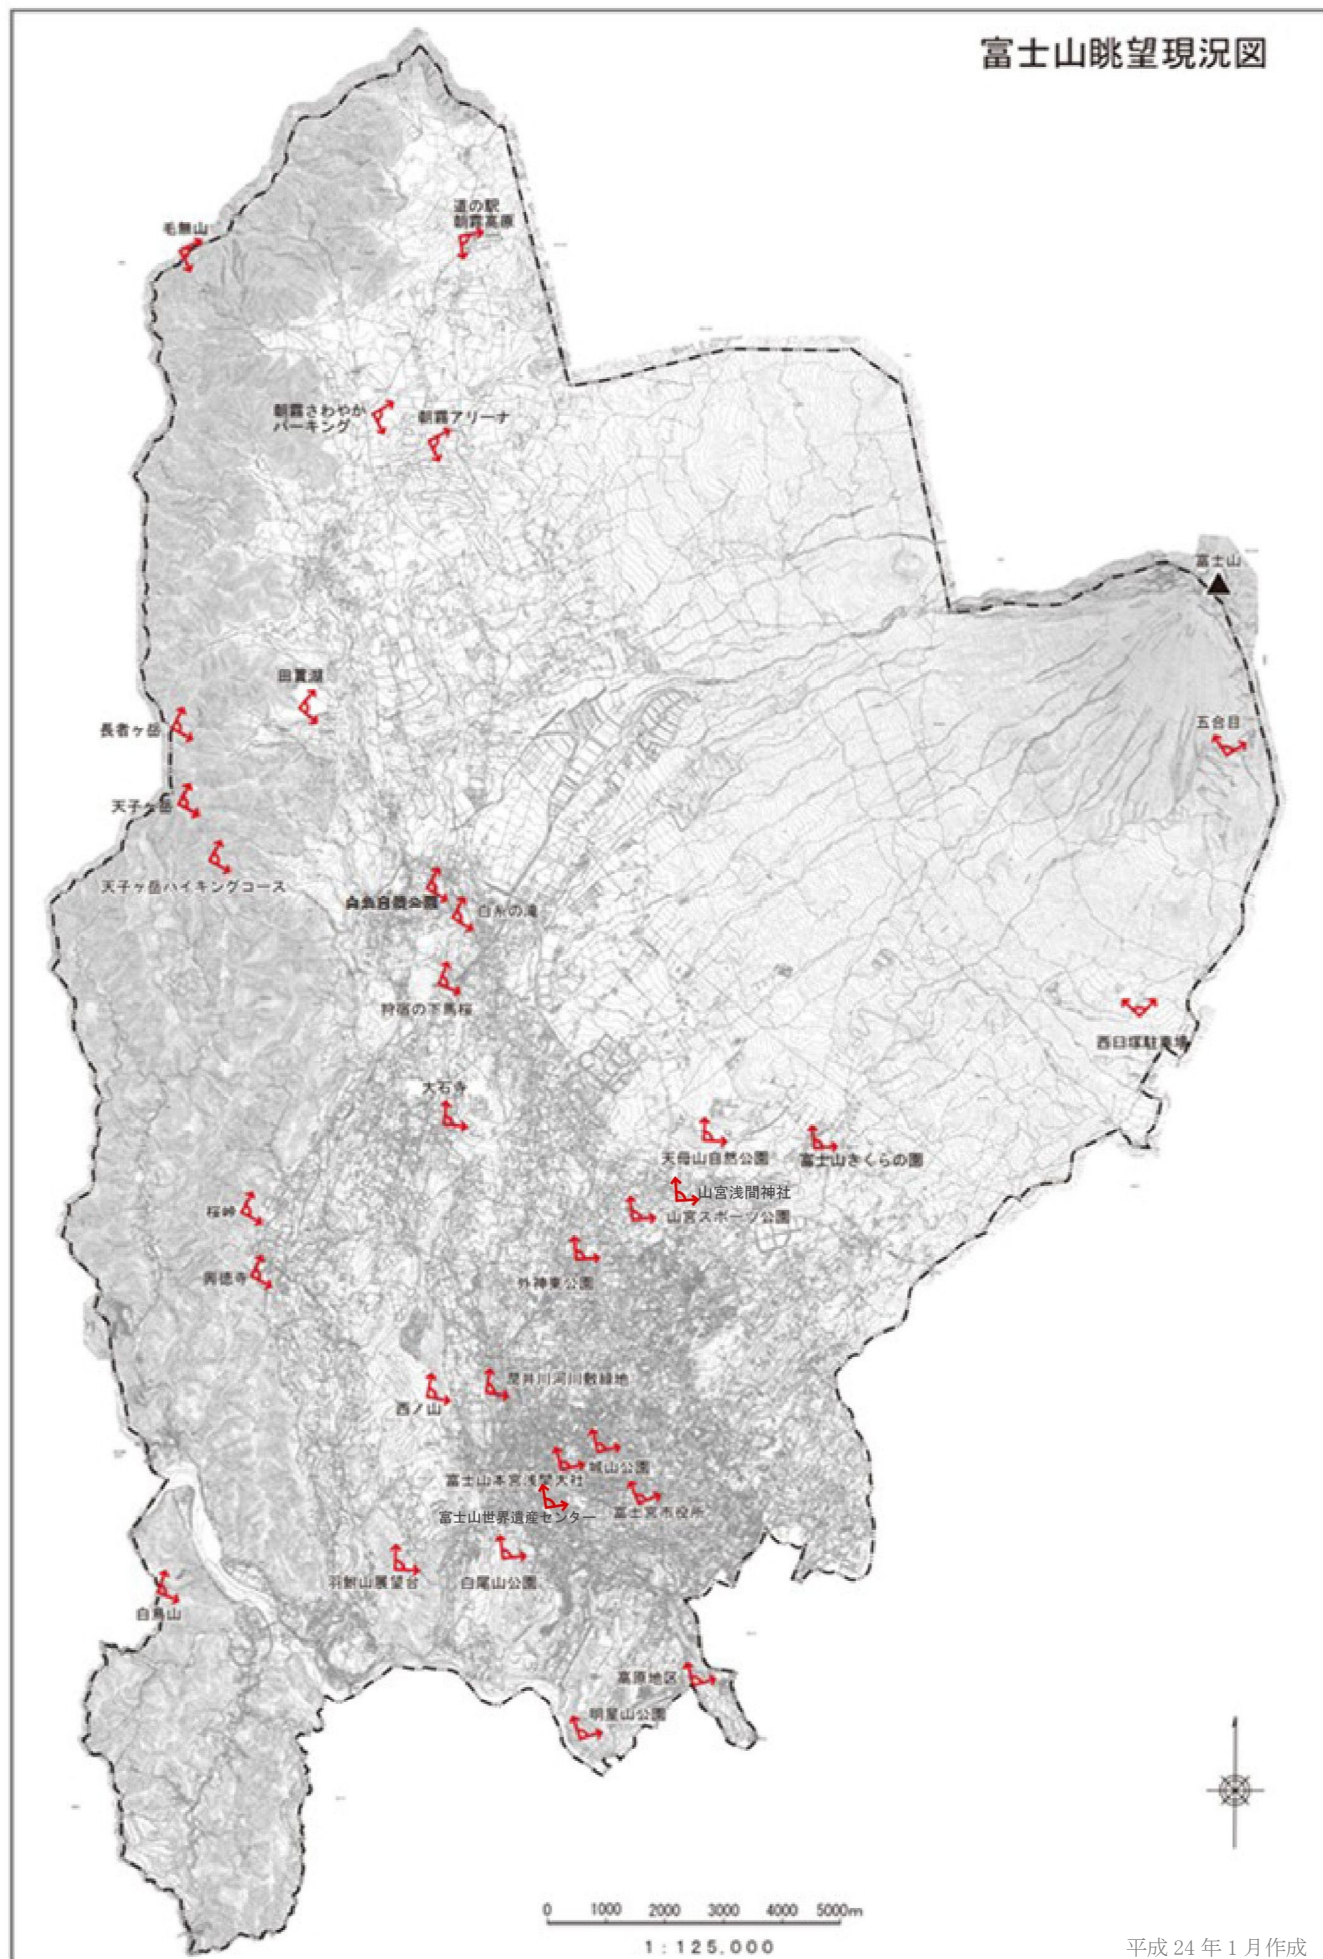 富士山眺望現況図
道の駅
朝霧高原
毛無山
朝霧さわやか
パーキング
朝霧アリーナ
富士山
田貫湖
五合目
長者ヶ岳
天子ヶ岳
天子ヶ岳ハイキングコース
白糸の滝
狩宿の下馬桜
西臼塚駐車場
大石寺
天母山自然公園
富士山さくらの園
山宮浅間神社
山宮スポーツ公園
桜峠
興徳寺
外神東公園
潤井川河川敷緑地
西ノ山
城山公園
富士山本宮浅間大社
富士宮市役所
富士山世界遺産センター
羽鮒山展望台
白尾山公園
白鳥山
高原地区
明星山公園
0 1000 2000 3000 4000 5000m
1:125,000
平成 24 年 1 月作成